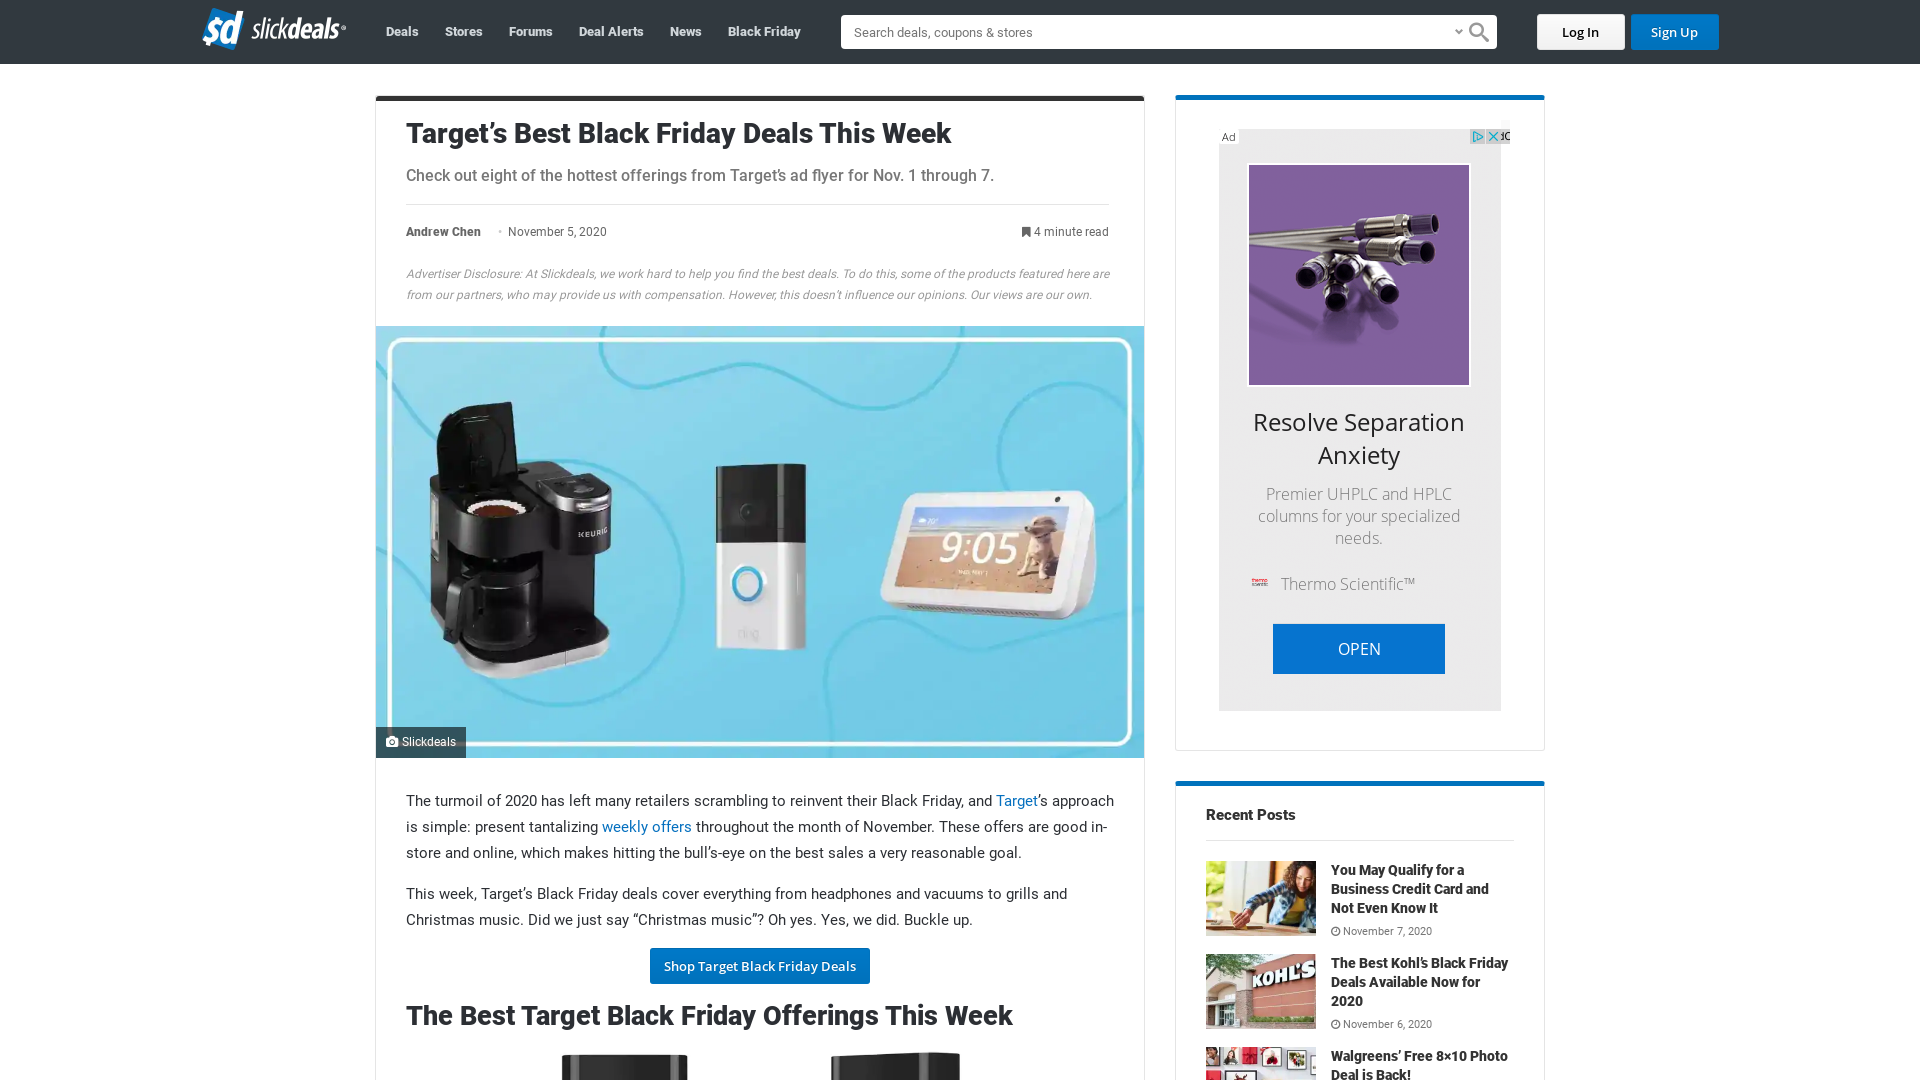 sd slickdeals
Deals
Stores
Forums
Deal Alerts
News
Black Friday
Search deals, coupons & stores
Log In
Sign Up
Target’s Best Black Friday Deals This Week
Check out eight of the hottest offerings from Target’s ad flyer for Nov. 1 through 7.
Andrew Chen • November 5, 2020
4 minute read
Advertiser Disclosure: At Slickdeals, we work hard to help you find the best deals. To do this, some of the products featured here are
from our partners, who may provide us with compensation. However, this doesn’t influence our opinions. Our views are our own.
KEURIG
ring
9:05
Slickdeals
The turmoil of 2020 has left many retailers scrambling to reinvent their Black Friday, and Target’s approach
is simple: present tantalizing weekly offers throughout the month of November. These offers are good in-
store and online, which makes hitting the bull’s-eye on the best sales a very reasonable goal.
This week, Target’s Black Friday deals cover everything from headphones and vacuums to grills and
Christmas music. Did we just say “Christmas music”? Oh yes. Yes, we did. Buckle up.
Shop Target Black Friday Deals
The Best Target Black Friday Offerings This Week
Ad
Resolve Separation
Anxiety
Premier UHPLC and HPLC
columns for your specialized
needs.
thermo
scientific
Thermo Scientific™
OPEN
Recent Posts
You May Qualify for a
Business Credit Card and
Not Even Know It
November 7, 2020
KOHL'S
The Best Kohl’s Black Friday
Deals Available Now for
2020
November 6, 2020
Walgreens’ Free 8×10 Photo
Deal is Back!